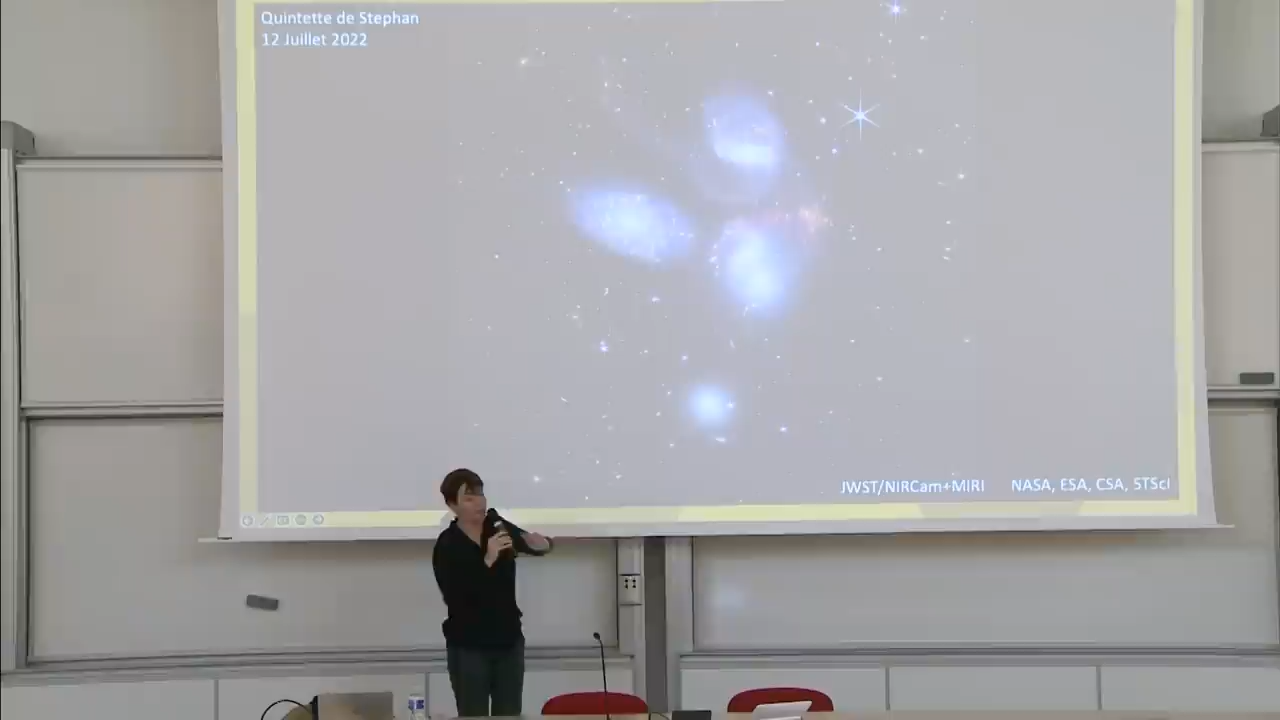 Quintette de Stephan
12 Juillet 2022
JWST/NIRCam+MIRI NASA, ESA, CSA, STScI